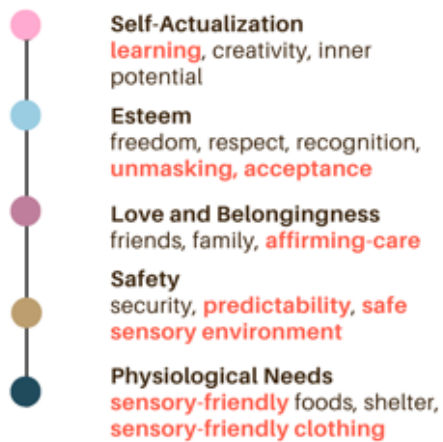 Self-Actualization
learning, creativity, inner
potential
Esteem
freedom, respect, recognition,
unmasking, acceptance
Love and Belongingness
friends, family, affirming-care
Safety
security, predictability, safe
sensory environment
Physiological Needs
sensory-friendly foods, shelter,
sensory-friendly clothing